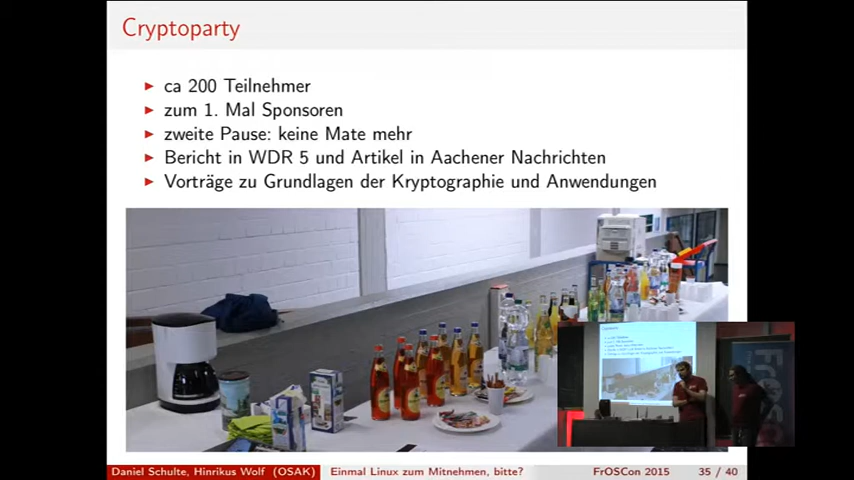 Cryptoparty
ca 200 Teilnehmer
zum 1. Mal Sponsoren
zweite Pause: keine Mate mehr
Bericht in WDR 5 und Artikel in Aachener Nachrichten
Vorträge zu Grundlagen der Kryptographie und Anwendungen
Daniel Schulte, Hinrikus Wolf (OSAK) Einmal Linux zum Mitnehmen, bitte? FrOSCon 2015 35 / 40